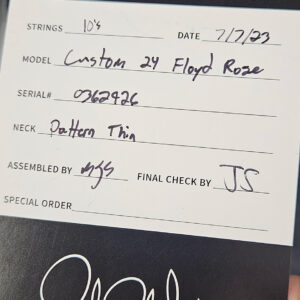 STRINGS 10's DATE 7/7/23
MODEL Custom 24 Floyd Rose
SERIAL# 0362426
NECK Pattern Thin
ASSEMBLED BY FINAL CHECK BY JS
SPECIAL ORDER